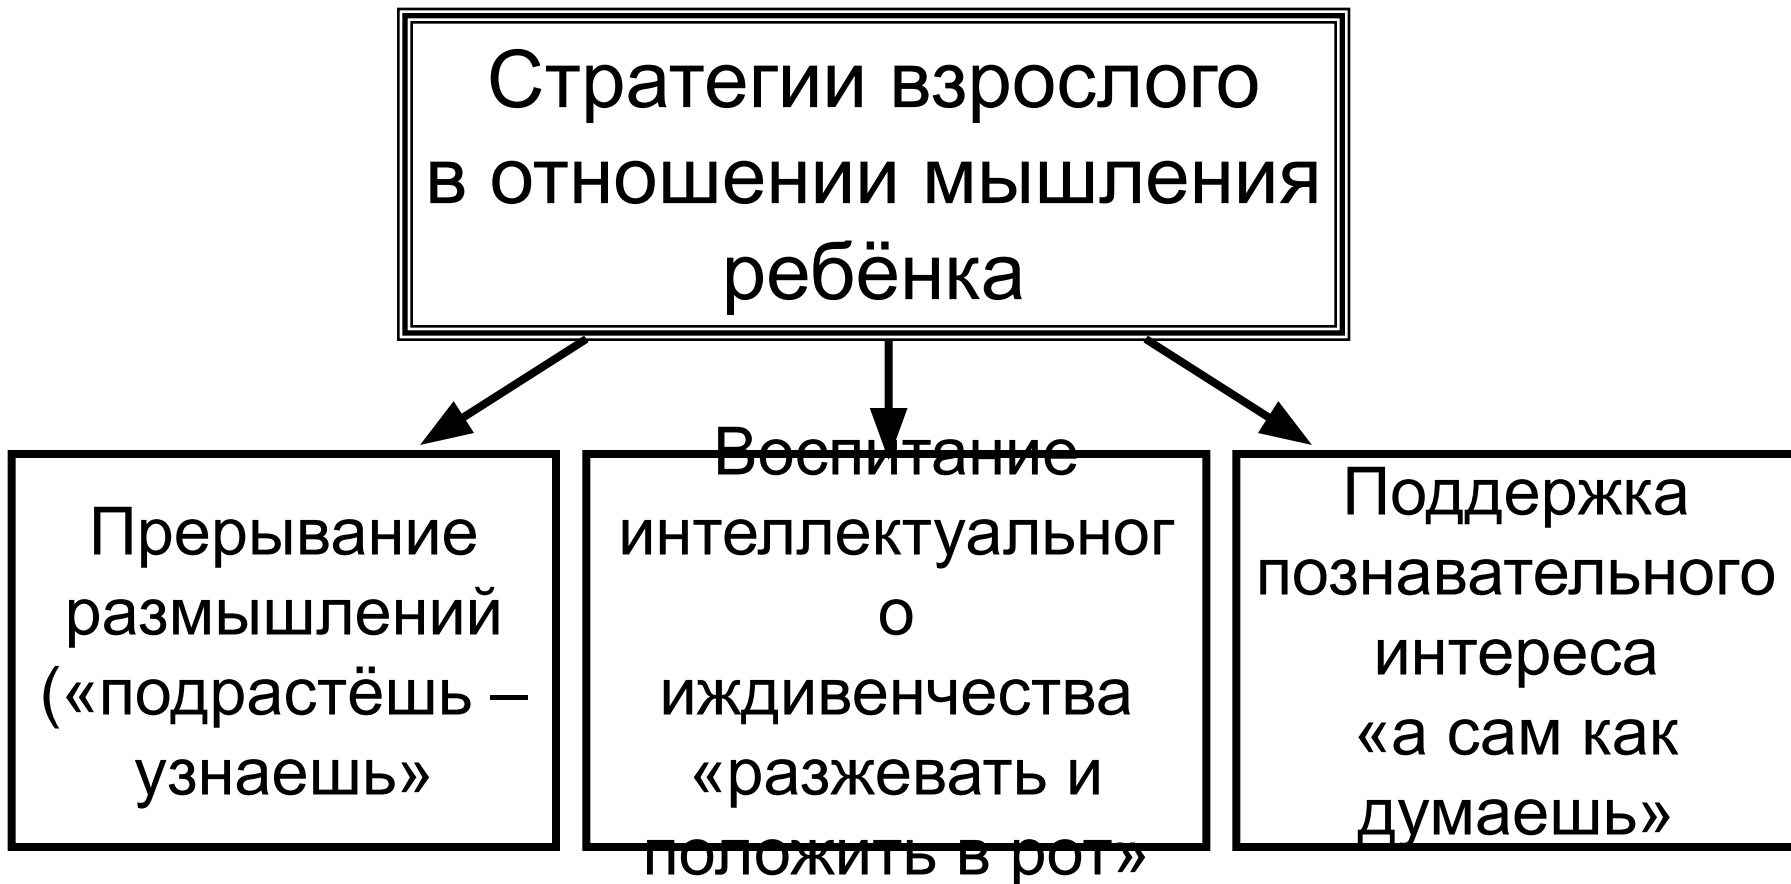 Стратегии взрослого
в отношении мышления
ребёнка
Прерывание
размышлений
(«подрастёшь –
узнаешь»
Воспитание
интеллектуальног
о
иждивенчества
«разжевать и
положить в рот»
Поддержка
познавательного
интереса
«а сам как
думаешь»